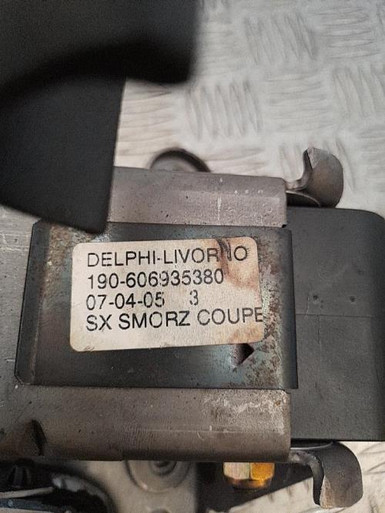 DELPHI-LIVORNO
190-606935380
07-04-05 3
SX SMORZ COUPE